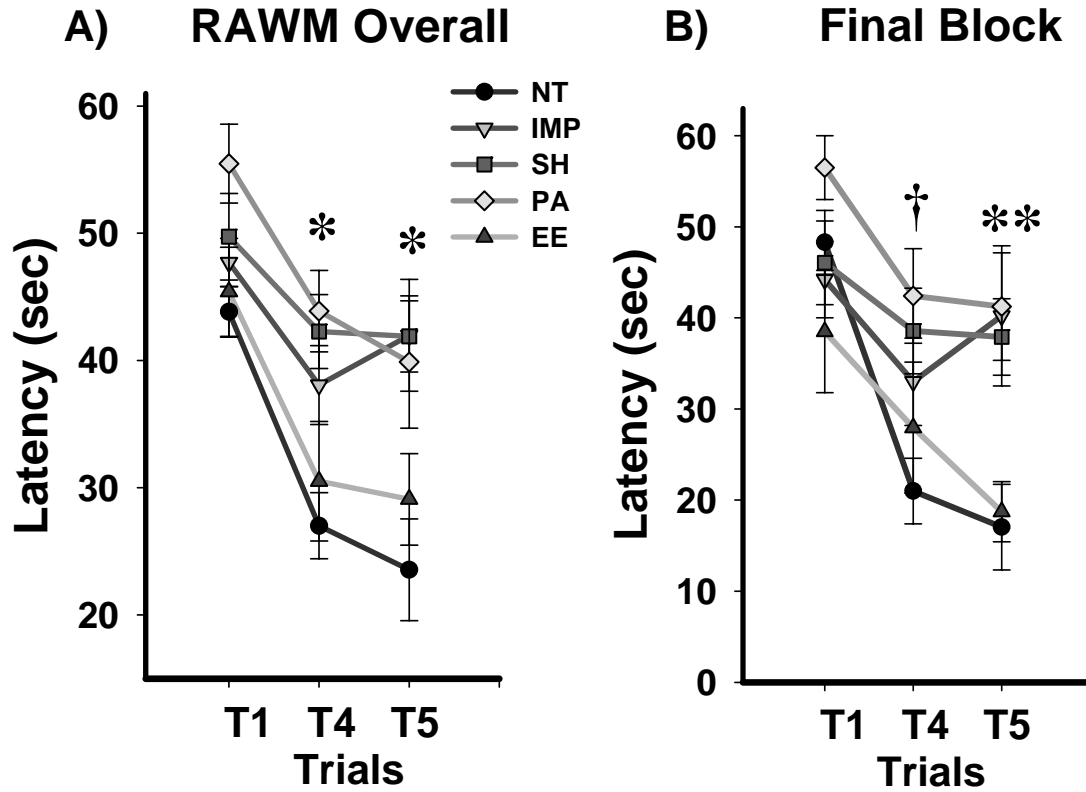 A) RAWM Overall
NT
IMP
SH
PA
EE
60
50
40
30
20
Latency (sec)
* *
T1 T4 T5
Trials
B) Final Block
60
50
40
30
20
10
0
Latency (sec)
† **
T1 T4 T5
Trials